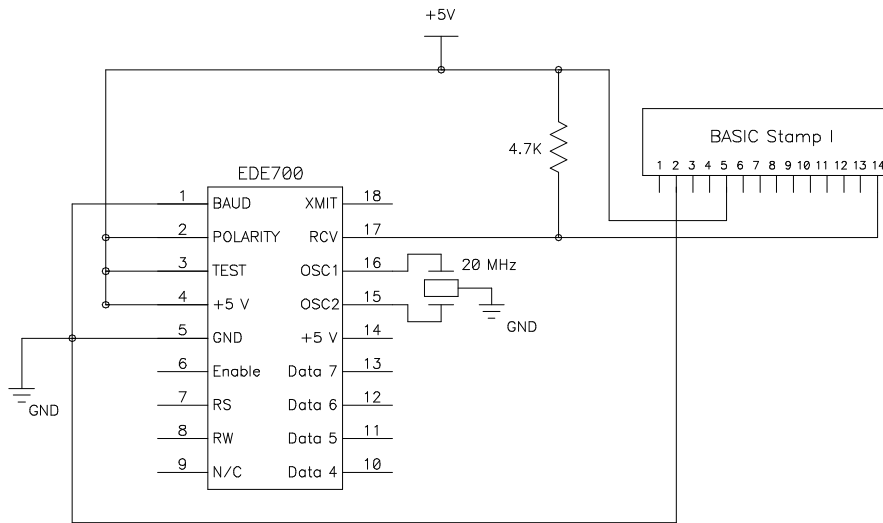 +5V
BASIC Stamp I
1 2 3 4 5 6 7 8 9 10 11 12 13 14
4.7K
EDE700
1 BAUD XMIT 18
2 POLARITY RCV 17
3 TEST OSC1 16
20 MHz
4 +5 V OSC2 15
GND
5 GND +5 V 14
6 Enable Data 7 13
7 RS Data 6 12
GND
8 RW Data 5 11
9 N/C Data 4 10